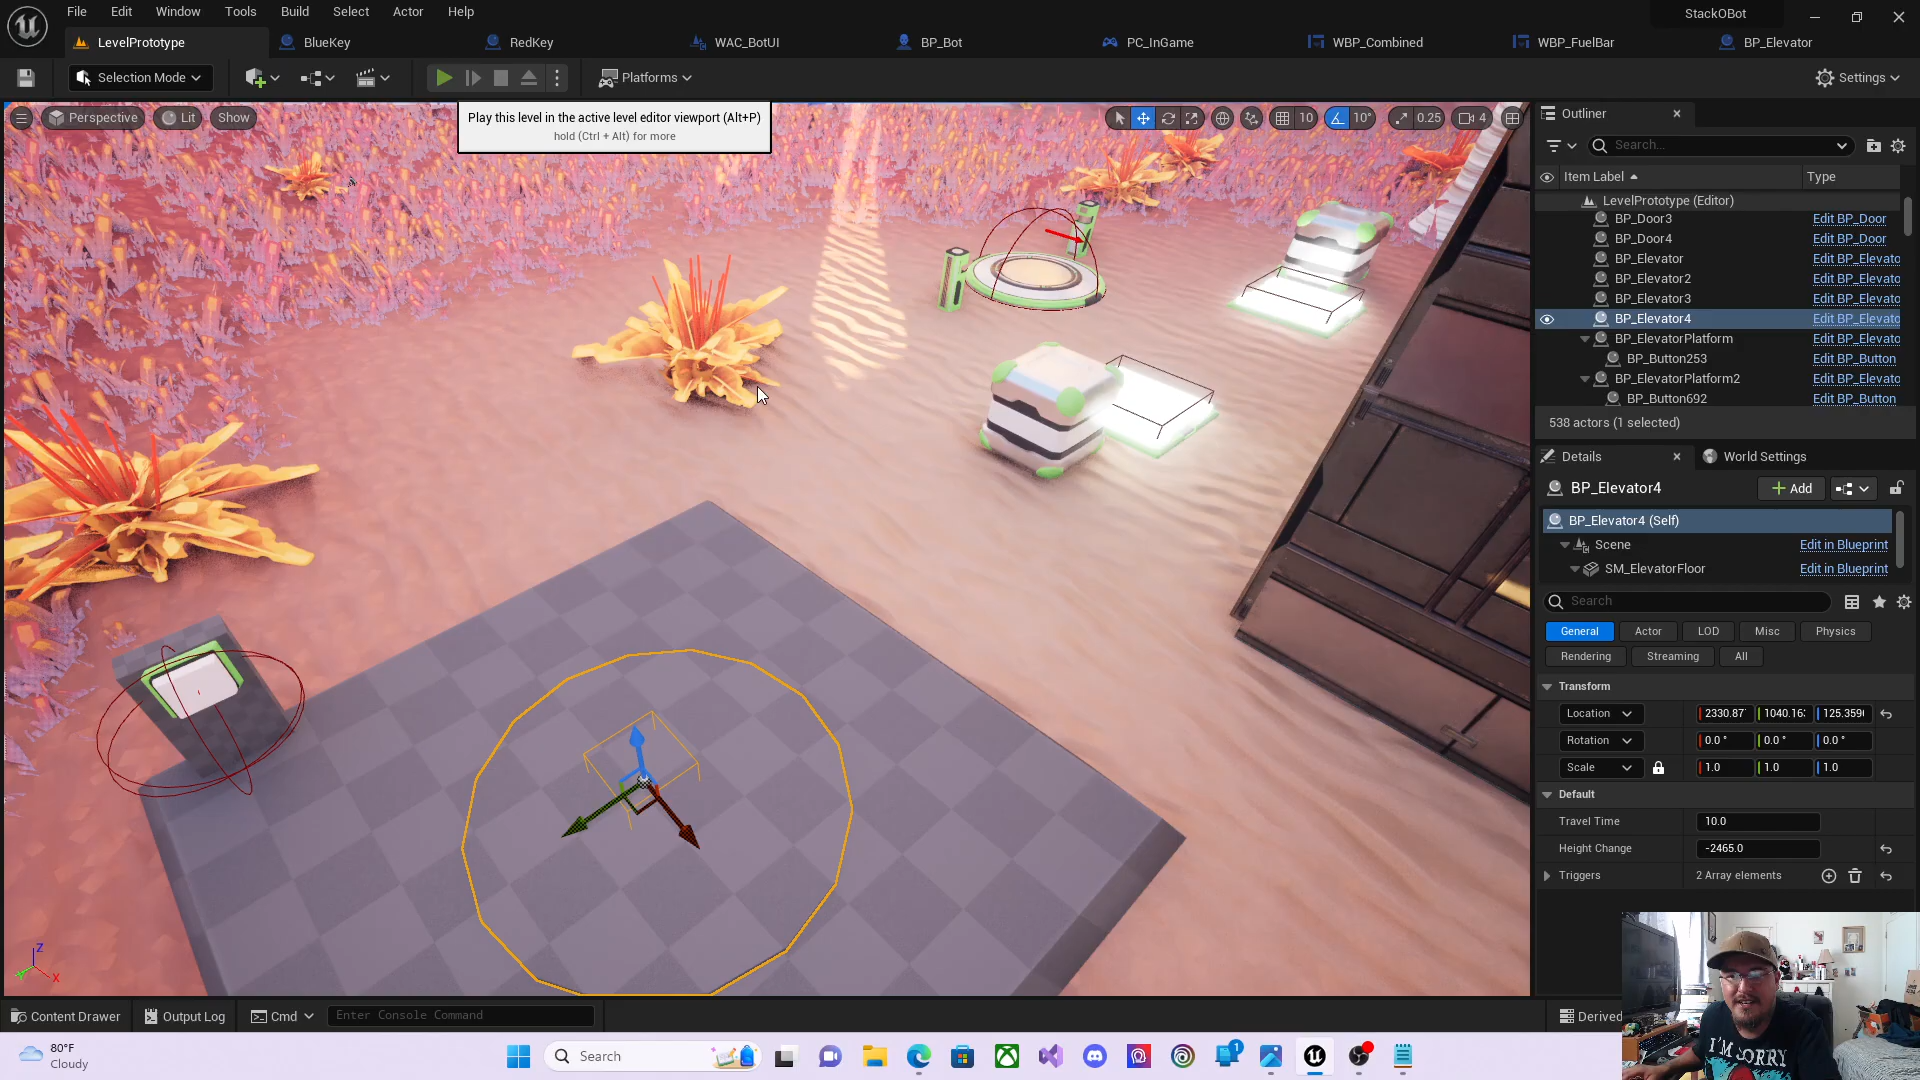 File Edit Window Tools Build Select Actor Help
StackOBot
LevelPrototype
BlueKey
RedKey
WAC_BotUI
BP_Bot
PC_InGame
WBP_Combined
WBP_FuelBar
BP_Elevator
Selection Mode
Platforms
Settings
Perspective
Lit
Show
Play this level in the active level editor viewport (Alt+P)
hold (Ctrl + Alt) for more
10
10°
0.25
4
Outliner
Search...
Item Label
Type
LevelPrototype (Editor)
BP_Door3 Edit BP_Door
BP_Door4 Edit BP_Door
BP_Elevator Edit BP_Elevato
BP_Elevator2 Edit BP_Elevato
BP_Elevator3 Edit BP_Elevato
BP_Elevator4 Edit BP_Elevato
BP_ElevatorPlatform Edit BP_Elevato
BP_Button253 Edit BP_Button
BP_ElevatorPlatform2 Edit BP_Elevato
BP_Button692 Edit BP_Button
538 actors (1 selected)
Details
World Settings
BP_Elevator4
Add
BP_Elevator4 (Self)
Scene Edit in Blueprint
SM_ElevatorFloor Edit in Blueprint
Search
General Actor LOD Misc Physics
Rendering Streaming All
Transform
Location 2330.87 1040.16 125.359
Rotation 0.0 ° 0.0 ° 0.0 °
Scale 1.0 1.0 1.0
Default
Travel Time 10.0
Height Change -2465.0
Triggers 2 Array elements
Z
X
I'M SORRY
Content Drawer
Output Log
Cmd
Enter Console Command
Derived
80°F
Cloudy
Search
1